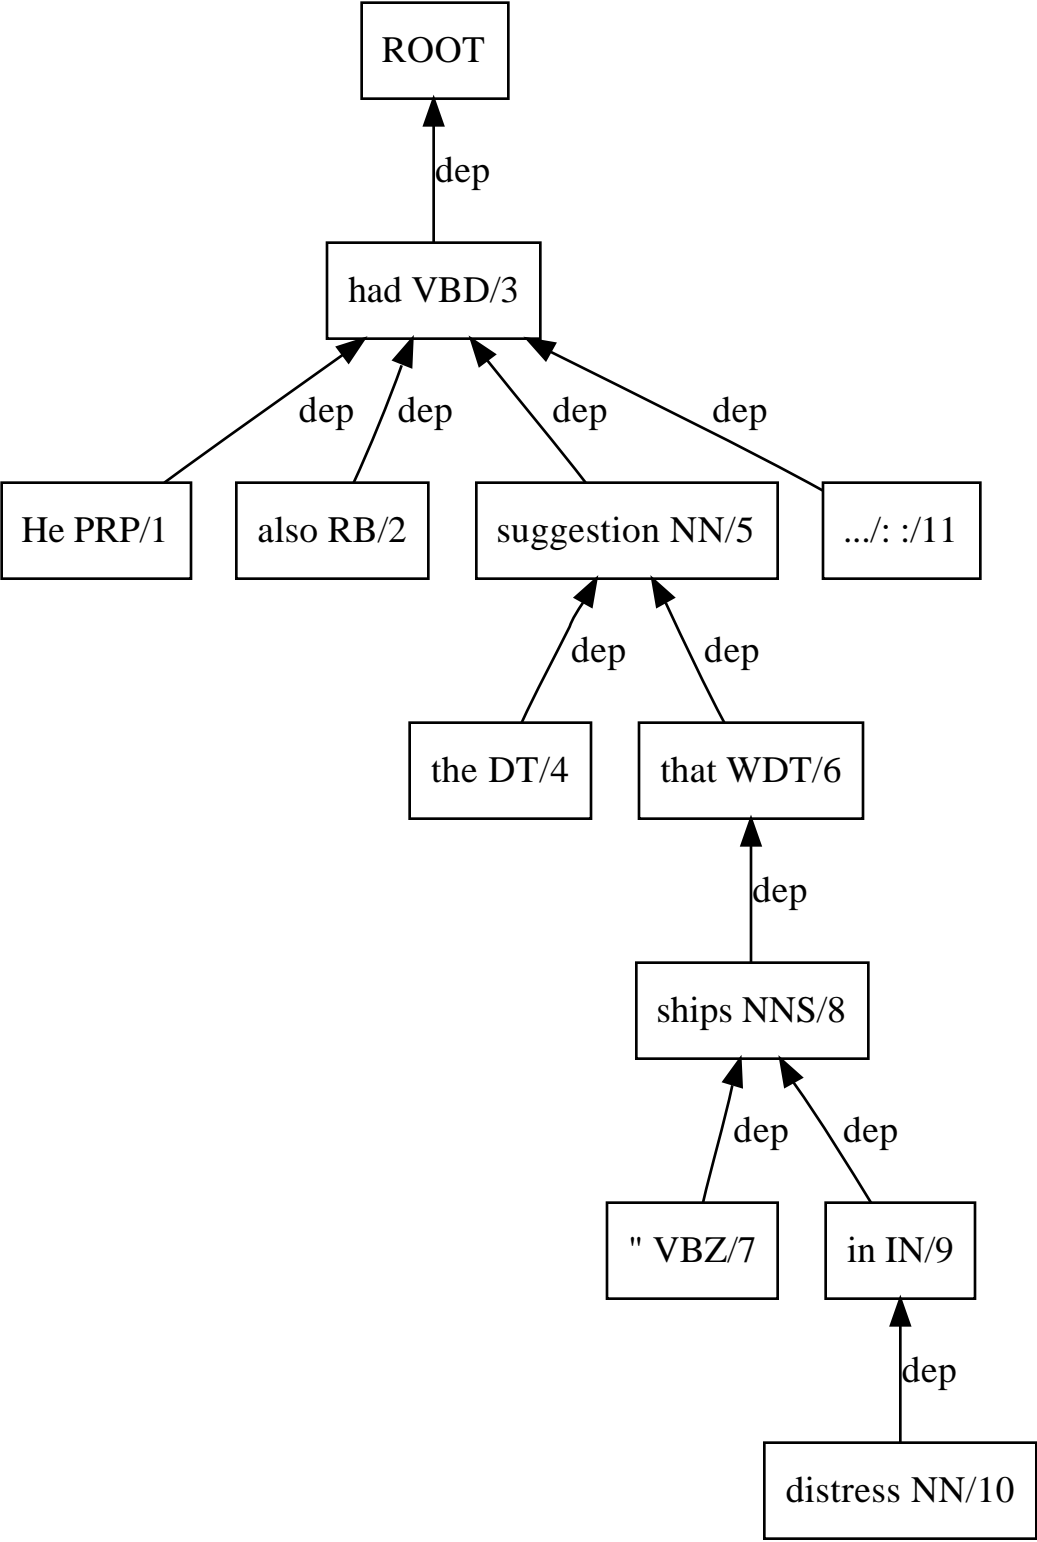 ROOT
dep
had VBD/3
dep dep dep dep
He PRP/1 also RB/2 suggestion NN/5 .../: :/11
dep dep
the DT/4 that WDT/6
dep
ships NNS/8
dep dep
" VBZ/7 in IN/9
dep
distress NN/10